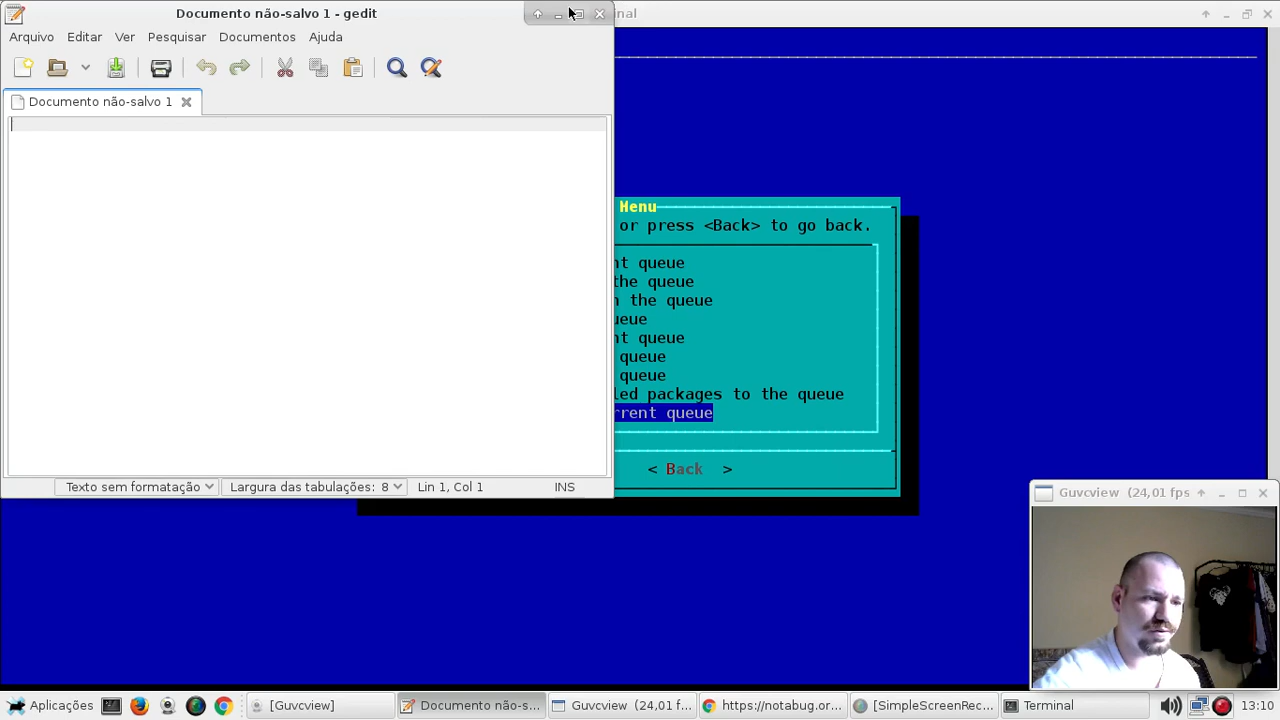 Documento não-salvo 1 - gedit
Arquivo Editar Ver Pesquisar Documentos Ajuda
Documento não-salvo 1
Texto sem formatação Largura das tabulações: 8 Lin 1, Col 1 INS
Menu
or press <Back> to go back.
nt queue
the queue
n the queue
ueue
nt queue
queue
queue
led packages to the queue
rrent queue
< Back >
Guvcview (24,01 fps
Aplicações [Guvcview] Documento n... Guvcview (24,01 f... https://notabug.or... [SimpleScreenRec... Terminal 13:10